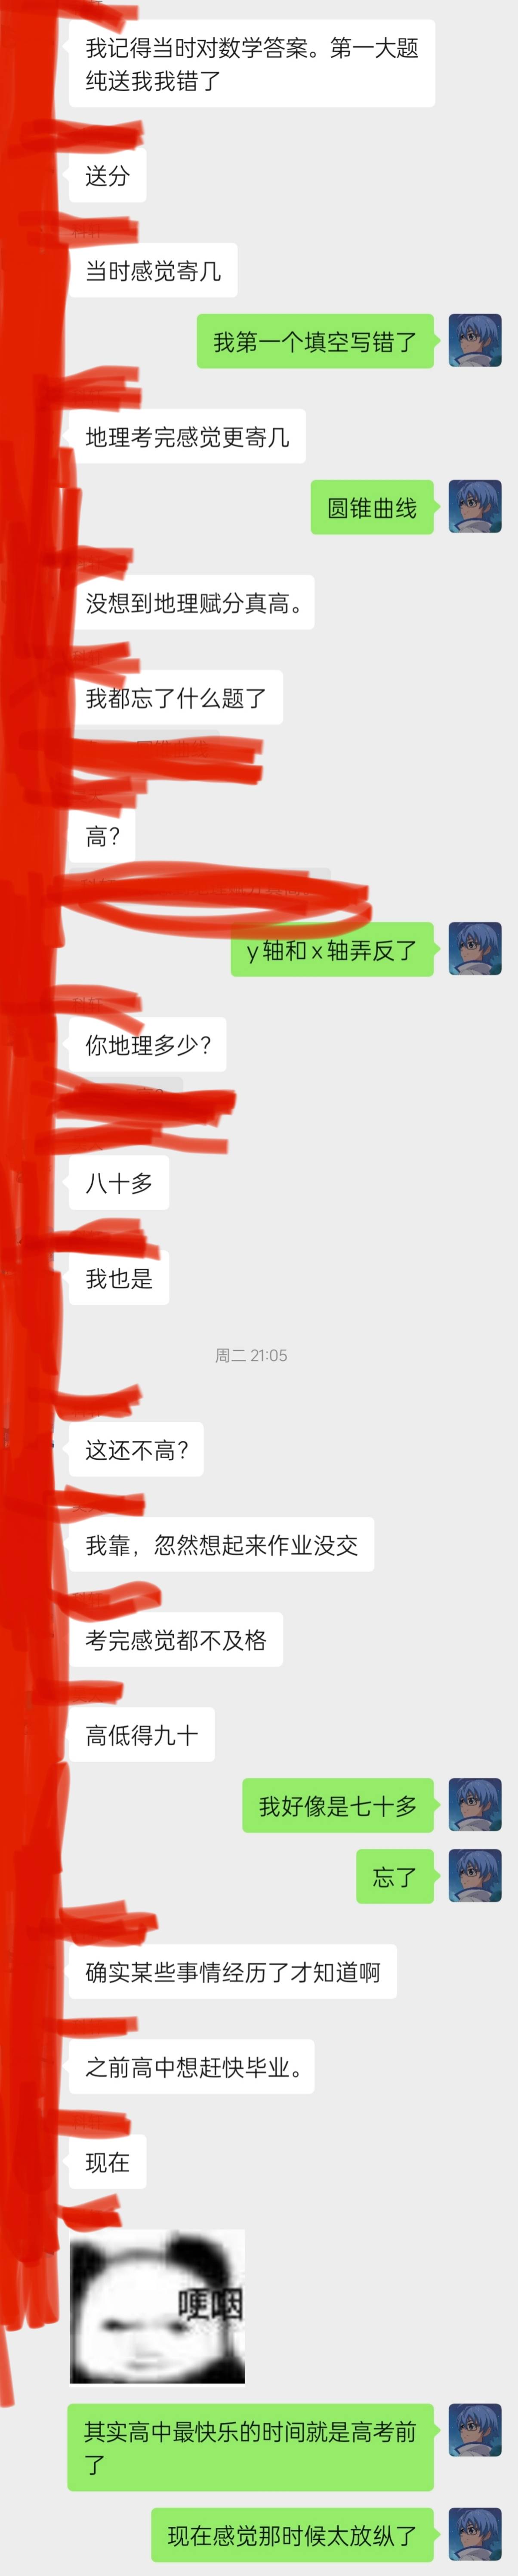 我记得当时对数学答案。第一大题
纯送我我错了
送分
当时感觉寄几
我第一个填空写错了
地理考完感觉更寄几
圆锥曲线
没想到地理赋分真高。
我都忘了什么题了
高？
y轴和x轴弄反了
你地理多少？
八十多
我也是
周二 21:05
这还不高？
我靠，忽然想起来作业没交
考完感觉都不及格
高低得九十
我好像是七十多
忘了
确实某些事情经历了才知道啊
之前高中想赶快毕业。
现在
哽咽
其实高中最快乐的时间就是高考前
了
现在感觉那时候太放纵了